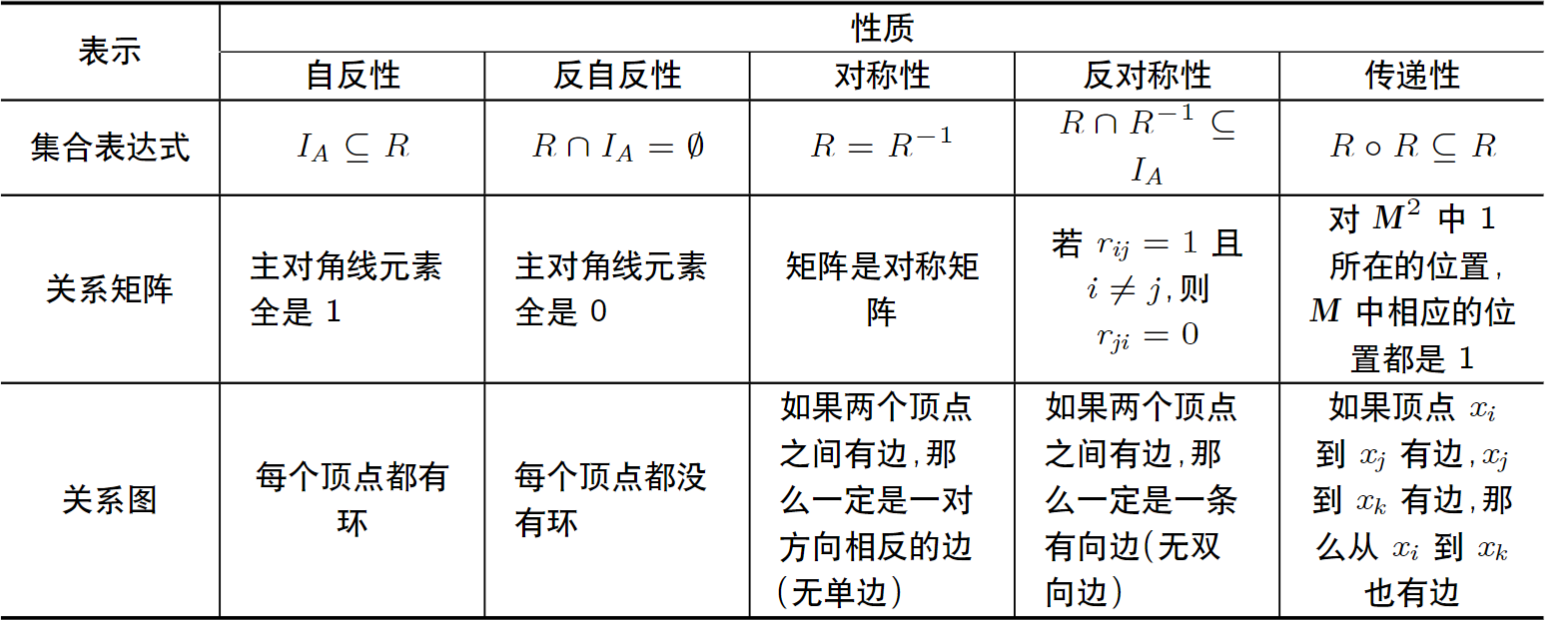 表示
性质
自反性 反自反性 对称性 反对称性 传递性
集合表达式
I_A ⊆ R
R ∩ I_A = ∅
R = R⁻¹
R ∩ R⁻¹ ⊆
I_A
R ∘ R ⊆ R
关系矩阵
主对角线元素
全是 1
主对角线元素
全是 0
矩阵是对称矩
阵
若 r_{ij} = 1 且
i ≠ j,则
r_{ji} = 0
对 M² 中 1
所在的位置,
M 中相应的位
置都是 1
关系图
每个顶点都有
环
每个顶点都没
有环
如果两个顶点
之间有边,那
么一定是一对
方向相反的边
(无单边)
如果两个顶点
之间有边,那
么一定是一条
有向边(无双
向边)
如果顶点 x_i
到 x_j 有边,x_j
到 x_k 有边,那
么从 x_i 到 x_k
也有边